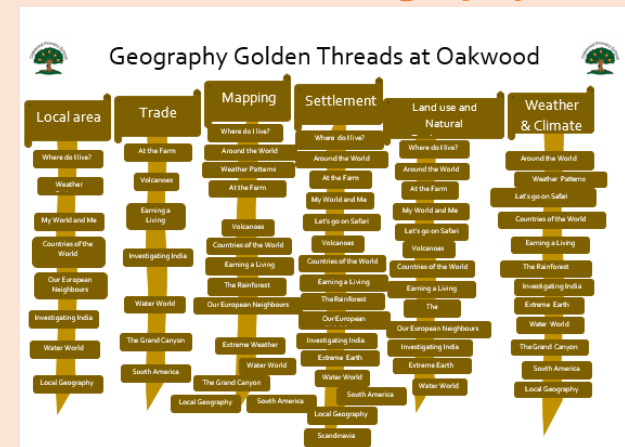 Geography Golden Threads at Oakwood
Local area
Where do I live?
Weather
My World and Me
Countries of the
World
Our European
Neighbours
Investigating India
Water World
Local Geography
Trade
At the Farm
Volcanoes
Earning a
Living
Investigating India
Water World
The Grand Canyon
South America
Mapping
Where do I live?
Around the World
Weather Patterns
At the Farm
Volcanoes
Countries of the World
Earning a Living
The Rainforest
Our European Neighbours
Extreme Weather
Water World
The Grand Canyon
Local Geography
South America
Settlement
Where do I live?
Around the World
At the Farm
My World and Me
Let's go on Safari
Volcanoes
Countries of the World
Earning a Living
The Rainforest
Our European
Investigating India
Extreme Earth
Water World
South America
Local Geography
Scandinavia
Land use and
Natural
Where do I live?
Around the World
At the Farm
My World and Me
Let's go on Safari
Volcanoes
Countries of the World
Earning a Living
The
Our European Neighbours
Investigating India
Extreme Earth
Water World
Weather
& Climate
Around the World
Weather Patterns
Let's go on Safari
Countries of the World
Earning a Living
The Rainforest
Investigating India
Extreme Earth
Water World
The Grand Canyon
South America
Local Geography